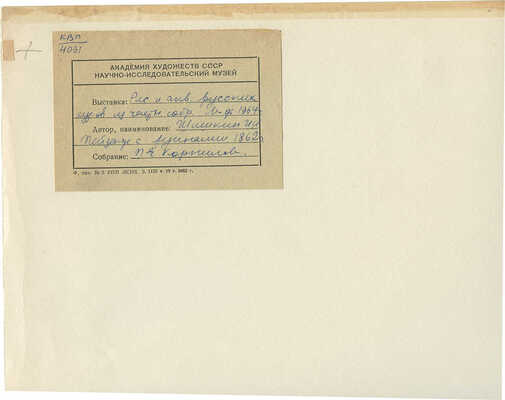 КВП
4031
АКАДЕМИЯ ХУДОЖЕСТВ СССР
НАУЧНО-ИССЛЕДОВАТЕЛЬСКИЙ МУЗЕЙ
Выставка: Рис. и акв. русских
худ. из частн. собр. 1964
Автор, наименование: Шишкин И.И.
Пейзаж с 1862
Собрание: П. Е. Корнилов